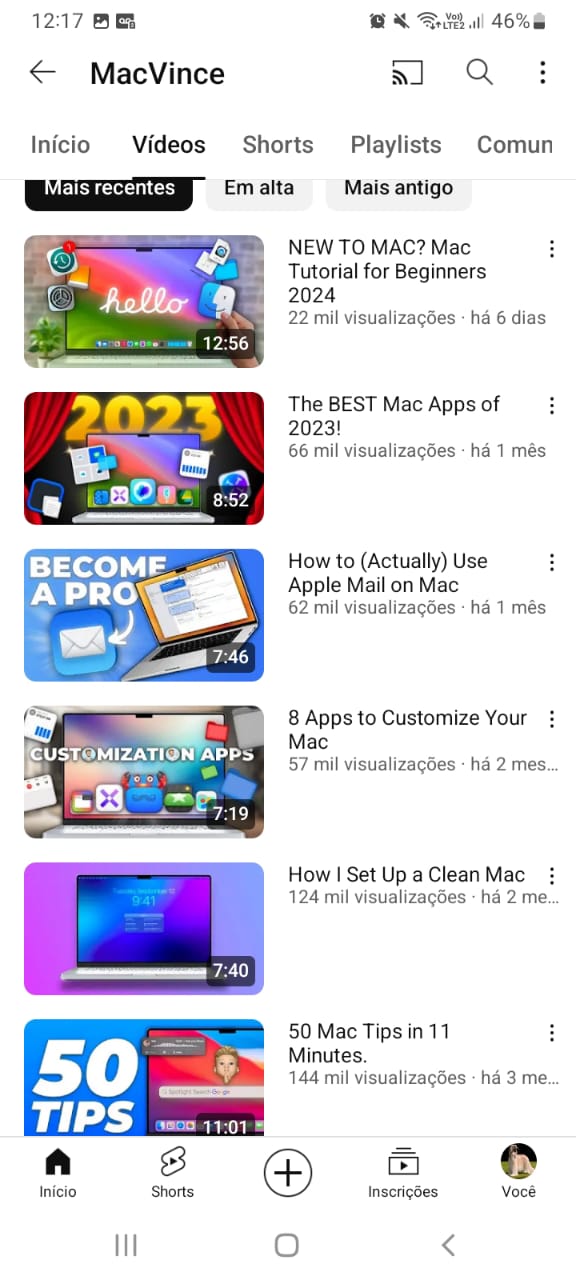 12:17
Vo))
LTE2
46%
MacVince
Início
Vídeos
Shorts
Playlists
Comun
Mais recentes
Em alta
Mais antigo
1
hello
12:56
NEW TO MAC? Mac
Tutorial for Beginners
2024
22 mil visualizações · há 6 dias
2023
8:52
The BEST Mac Apps of
2023!
66 mil visualizações · há 1 mês
BECOME
A PRO
7:46
How to (Actually) Use
Apple Mail on Mac
62 mil visualizações · há 1 mês
CUSTOMIZATION APPS
7:19
8 Apps to Customize Your
Mac
57 mil visualizações · há 2 mes...
9:41
7:40
How I Set Up a Clean Mac
124 mil visualizações · há 2 me...
50
TIPS
Spotlight Search Go-gle
11:01
50 Mac Tips in 11
Minutes.
144 mil visualizações · há 3 me...
Início
Shorts
Inscrições
Você